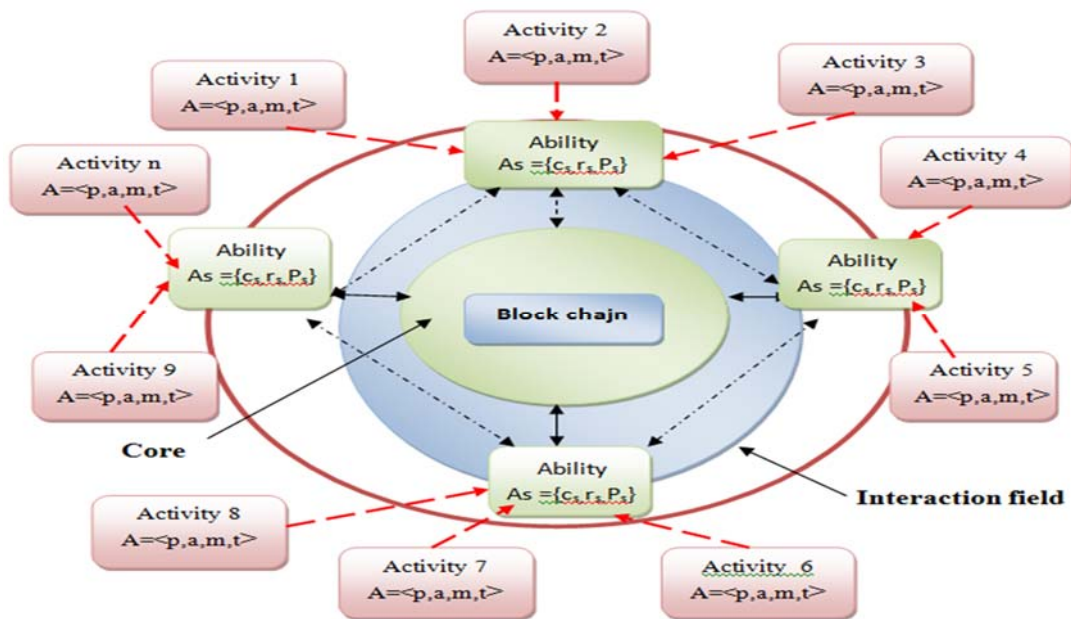 Activity 2
A=<p,a,m,t>
Activity 1
A=<p,a,m,t>
Activity 3
A=<p,a,m,t>
Ability
As ={cₛ,rₛ,Pₛ}
Activity n
A=<p,a,m,t>
Activity 4
A=<p,a,m,t>
Ability
As ={cₛ,rₛ,Pₛ}
Ability
As ={cₛ,rₛ,Pₛ}
Block chajn
Activity 9
A=<p,a,m,t>
Activity 5
A=<p,a,m,t>
Core
Ability
As ={cₛ,rₛ,Pₛ}
Interaction field
Activity 8
A=<p,a,m,t>
Activity 7
A=<p,a,m,t>
Activity 6
A=<p,a,m,t>